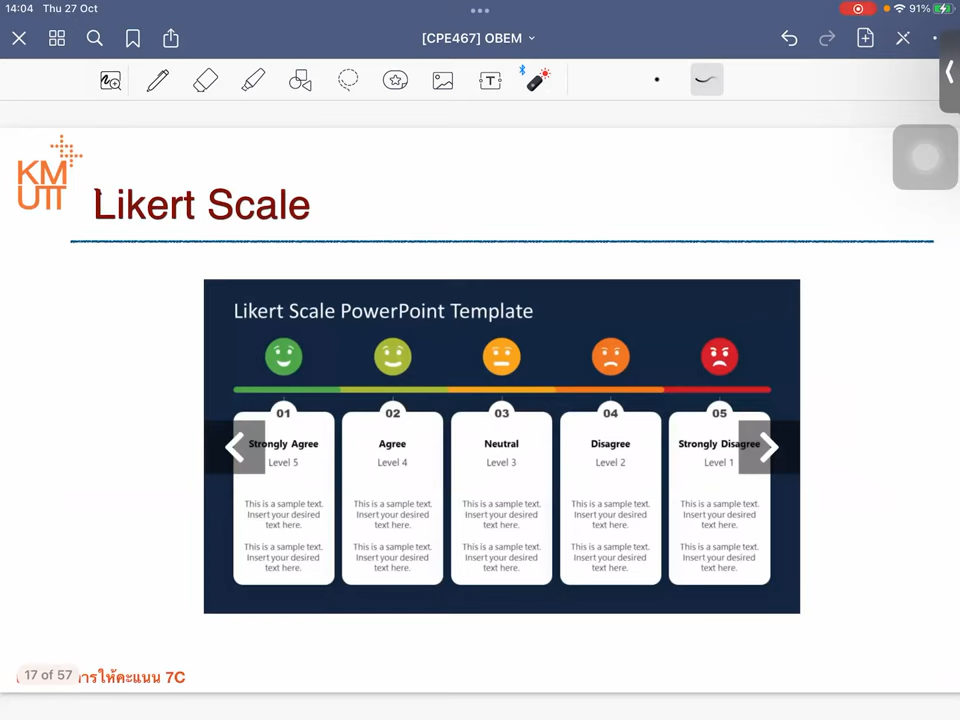 14:04 Thu 27 Oct
91%
[CPE467] OBEM
T
KM
UTT
Likert Scale
Likert Scale PowerPoint Template
01 02 03 04 05
Strongly Agree Agree Neutral Disagree Strongly Disagree
Level 5 Level 4 Level 3 Level 2 Level 1
This is a sample text. This is a sample text. This is a sample text. This is a sample text. This is a sample text.
Insert your desired Insert your desired Insert your desired Insert your desired Insert your desired
text here. text here. text here. text here. text here.
This is a sample text. This is a sample text. This is a sample text. This is a sample text. This is a sample text.
Insert your desired Insert your desired Insert your desired Insert your desired Insert your desired
text here. text here. text here. text here. text here.
17 of 57 ารให้คะแนน 7C